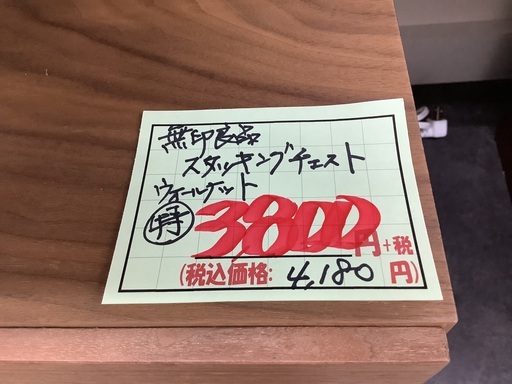 無印良品
スタッキングチェスト
ウォールナット
特 3800円+税
(税込価格: 4,180 円)